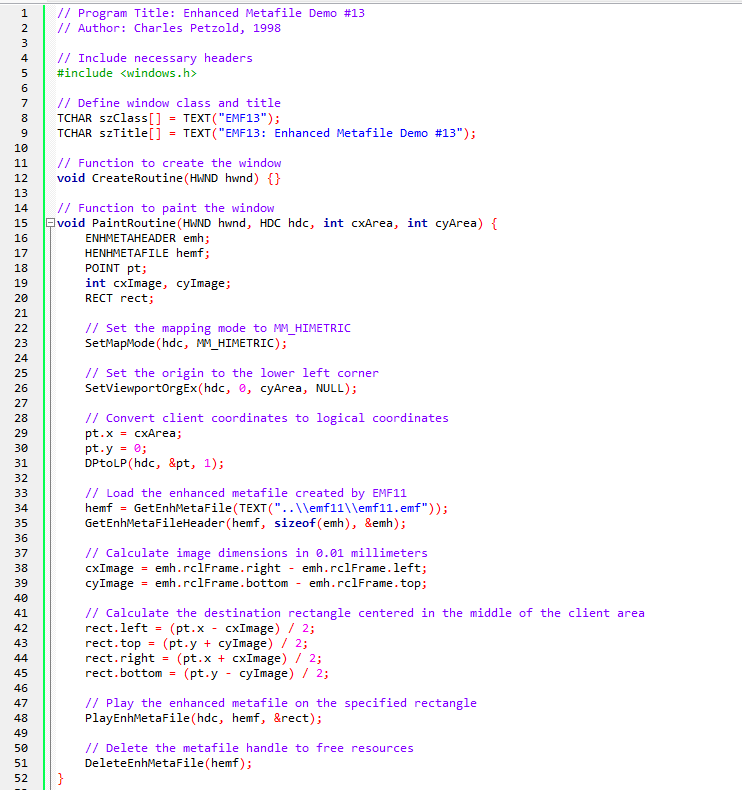 1 // Program Title: Enhanced Metafile Demo #13
2 // Author: Charles Petzold, 1998
3
4 // Include necessary headers
5 #include <windows.h>
6
7 // Define window class and title
8 TCHAR szClass[] = TEXT("EMF13");
9 TCHAR szTitle[] = TEXT("EMF13: Enhanced Metafile Demo #13");
10
11 // Function to create the window
12 void CreateRoutine(HWND hwnd) {}
13
14 // Function to paint the window
15 void PaintRoutine(HWND hwnd, HDC hdc, int cxArea, int cyArea) {
16     ENHMETAHEADER emh;
17     HENHMETAFILE hemf;
18     POINT pt;
19     int cxImage, cyImage;
20     RECT rect;
21
22     // Set the mapping mode to MM_HIMETRIC
23     SetMapMode(hdc, MM_HIMETRIC);
24
25     // Set the origin to the lower left corner
26     SetViewportOrgEx(hdc, 0, cyArea, NULL);
27
28     // Convert client coordinates to logical coordinates
29     pt.x = cxArea;
30     pt.y = 0;
31     DPtoLP(hdc, &pt, 1);
32
33     // Load the enhanced metafile created by EMF11
34     hemf = GetEnhMetaFile(TEXT("..\\emf11\\emf11.emf"));
35     GetEnhMetaFileHeader(hemf, sizeof(emh), &emh);
36
37     // Calculate image dimensions in 0.01 millimeters
38     cxImage = emh.rclFrame.right - emh.rclFrame.left;
39     cyImage = emh.rclFrame.bottom - emh.rclFrame.top;
40
41     // Calculate the destination rectangle centered in the middle of the client area
42     rect.left = (pt.x - cxImage) / 2;
43     rect.top = (pt.y + cyImage) / 2;
44     rect.right = (pt.x + cxImage) / 2;
45     rect.bottom = (pt.y - cyImage) / 2;
46
47     // Play the enhanced metafile on the specified rectangle
48     PlayEnhMetaFile(hdc, hemf, &rect);
49
50     // Delete the metafile handle to free resources
51     DeleteEnhMetaFile(hemf);
52 }